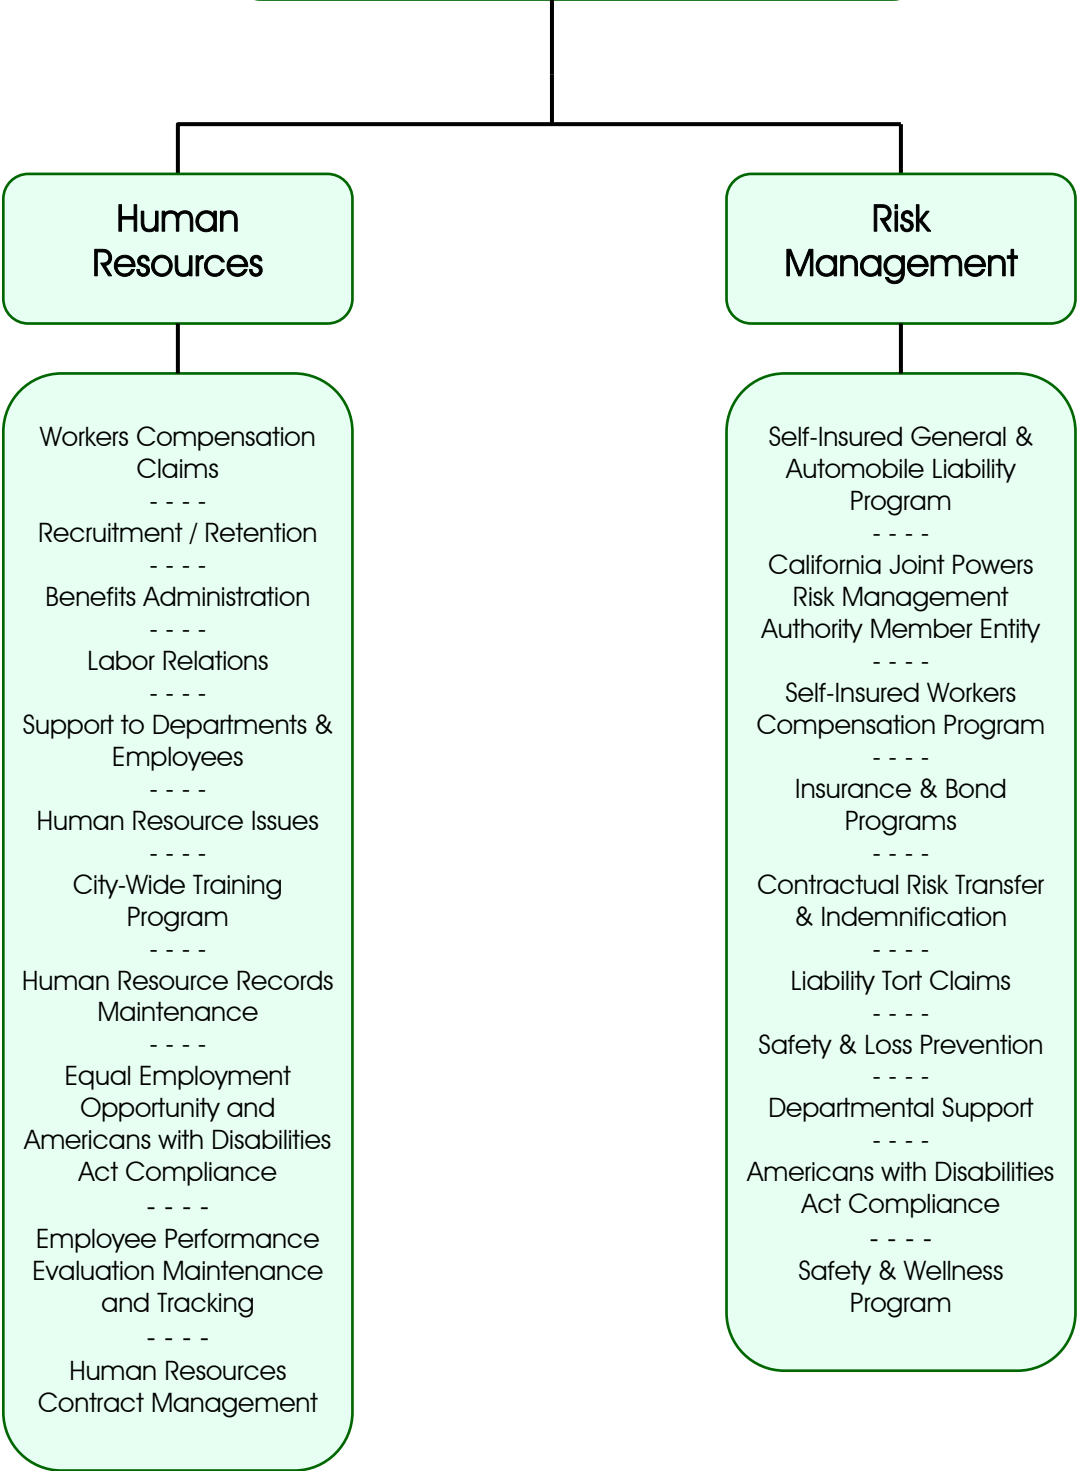 Human
Resources
Workers Compensation
Claims
- - - -
Recruitment / Retention
- - - -
Benefits Administration
- - - -
Labor Relations
- - - -
Support to Departments &
Employees
- - - -
Human Resource Issues
- - - -
City-Wide Training
Program
- - - -
Human Resource Records
Maintenance
- - - -
Equal Employment
Opportunity and
Americans with Disabilities
Act Compliance
- - - -
Employee Performance
Evaluation Maintenance
and Tracking
- - - -
Human Resources
Contract Management
Risk
Management
Self-Insured General &
Automobile Liability
Program
- - - -
California Joint Powers
Risk Management
Authority Member Entity
- - - -
Self-Insured Workers
Compensation Program
- - - -
Insurance & Bond
Programs
- - - -
Contractual Risk Transfer
& Indemnification
- - - -
Liability Tort Claims
- - - -
Safety & Loss Prevention
- - - -
Departmental Support
- - - -
Americans with Disabilities
Act Compliance
- - - -
Safety & Wellness
Program